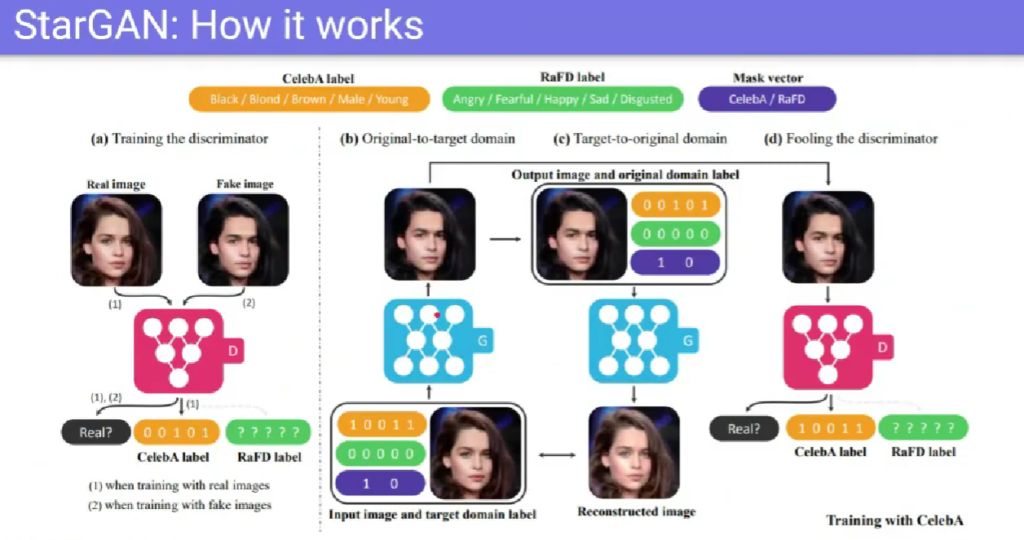 StarGAN: How it works
CelebA label
RaFD label
Mask vector
Black / Blond / Brown / Male / Young
Angry / Fearful / Happy / Sad / Disgusted
CelebA / RaFD
(a) Training the discriminator
(b) Original-to-target domain
(c) Target-to-original domain
(d) Fooling the discriminator
Real image
Fake image
(1)
(2)
D
(1), (2)
(1)
Real?
0 0 1 0 1
? ? ? ? ?
CelebA label
RaFD label
(1) when training with real images
(2) when training with fake images
G
1 0 0 1 1
0 0 0 0 0
1 0
Input image and target domain label
Output image and original domain label
0 0 1 0 1
0 0 0 0 0
1 0
G
Reconstructed image
D
Real?
1 0 0 1 1
? ? ? ? ?
CelebA label
RaFD label
Training with CelebA